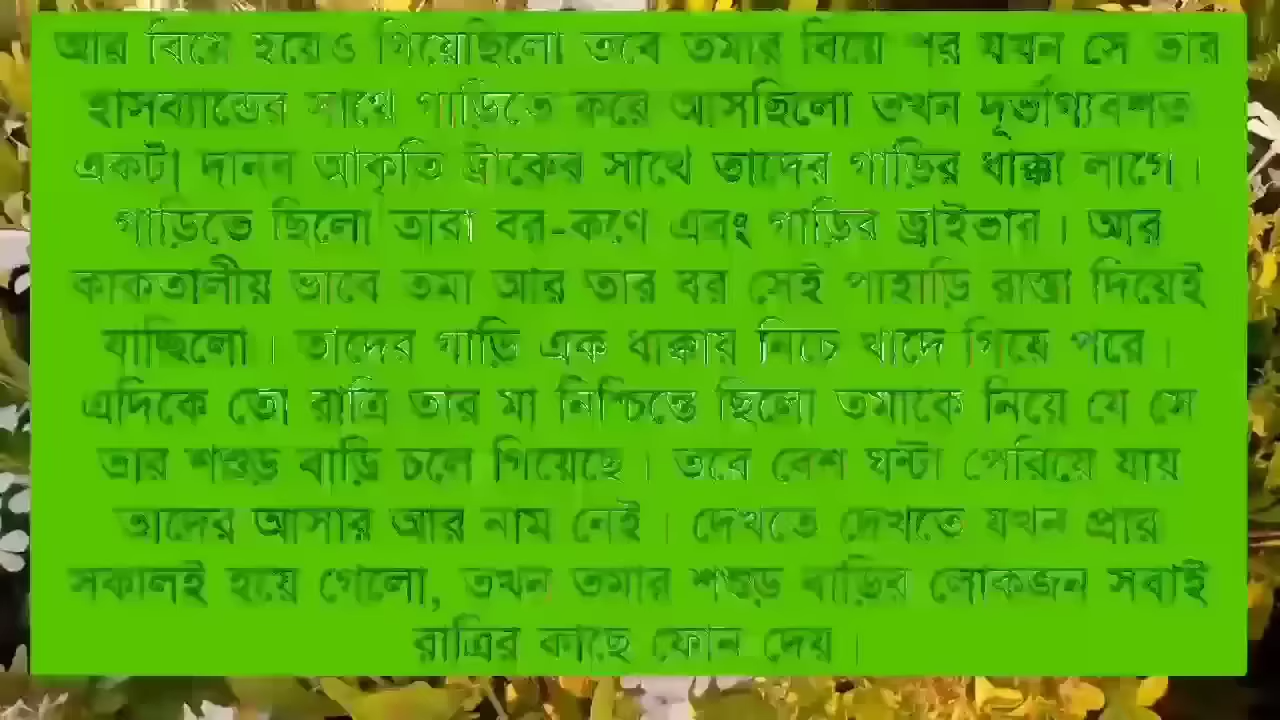 আর বিয়ে হয়েও গিয়েছিলো তবে তমার বিয়ে পর যখন সে তার
হাসব্যান্ডের সাথে গাড়িতে করে আসছিলো তখন দূর্ভাগ্যবশত
একটা দানব আকৃতি ট্রাকের সাথে তাদের গাড়ির ধাক্কা লাগে।
গাড়িতে ছিলো তারা বর-কণে এবং গাড়ির ড্রাইভার। আর
কাকতালীয় ভাবে তমা আর তার বর সেই পাহাড়ি রাস্তা দিয়েই
যাচ্ছিলো। তাদের গাড়ি এক ধাক্কায় নিচে খাদে গিয়ে পরে।
এদিকে তো রাত্রি তার মা নিশ্চিন্তে ছিলো তমাকে নিয়ে যে সে
তার শশুড় বাড়ি চলে গিয়েছে। তবে বেশ ঘন্টা পেরিয়ে যায়
তাদের আসার আর নাম নেই। দেখতে দেখতে যখন প্রায়
সকালই হয়ে গেলো, তখন তমার শশুড় বাড়ির লোকজন সবাই
রাত্রির কাছে ফোন দেয়।